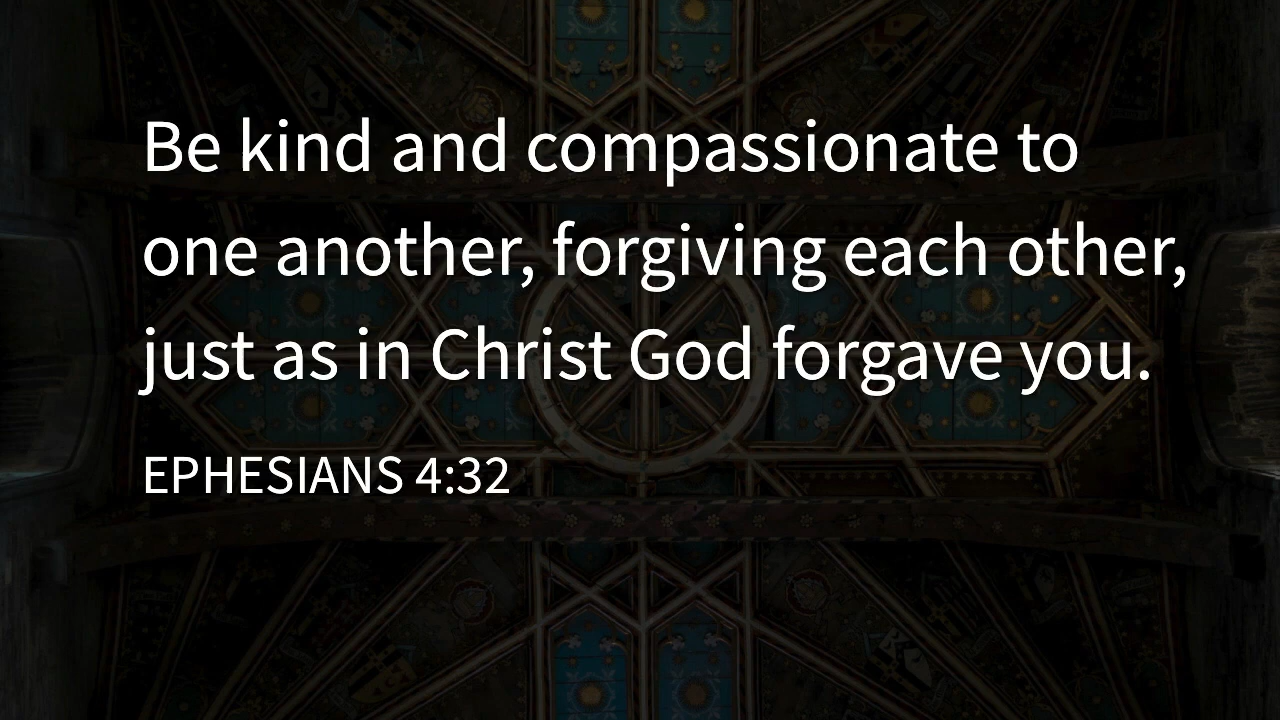 Be kind and compassionate to
one another, forgiving each other,
just as in Christ God forgave you.
EPHESIANS 4:32